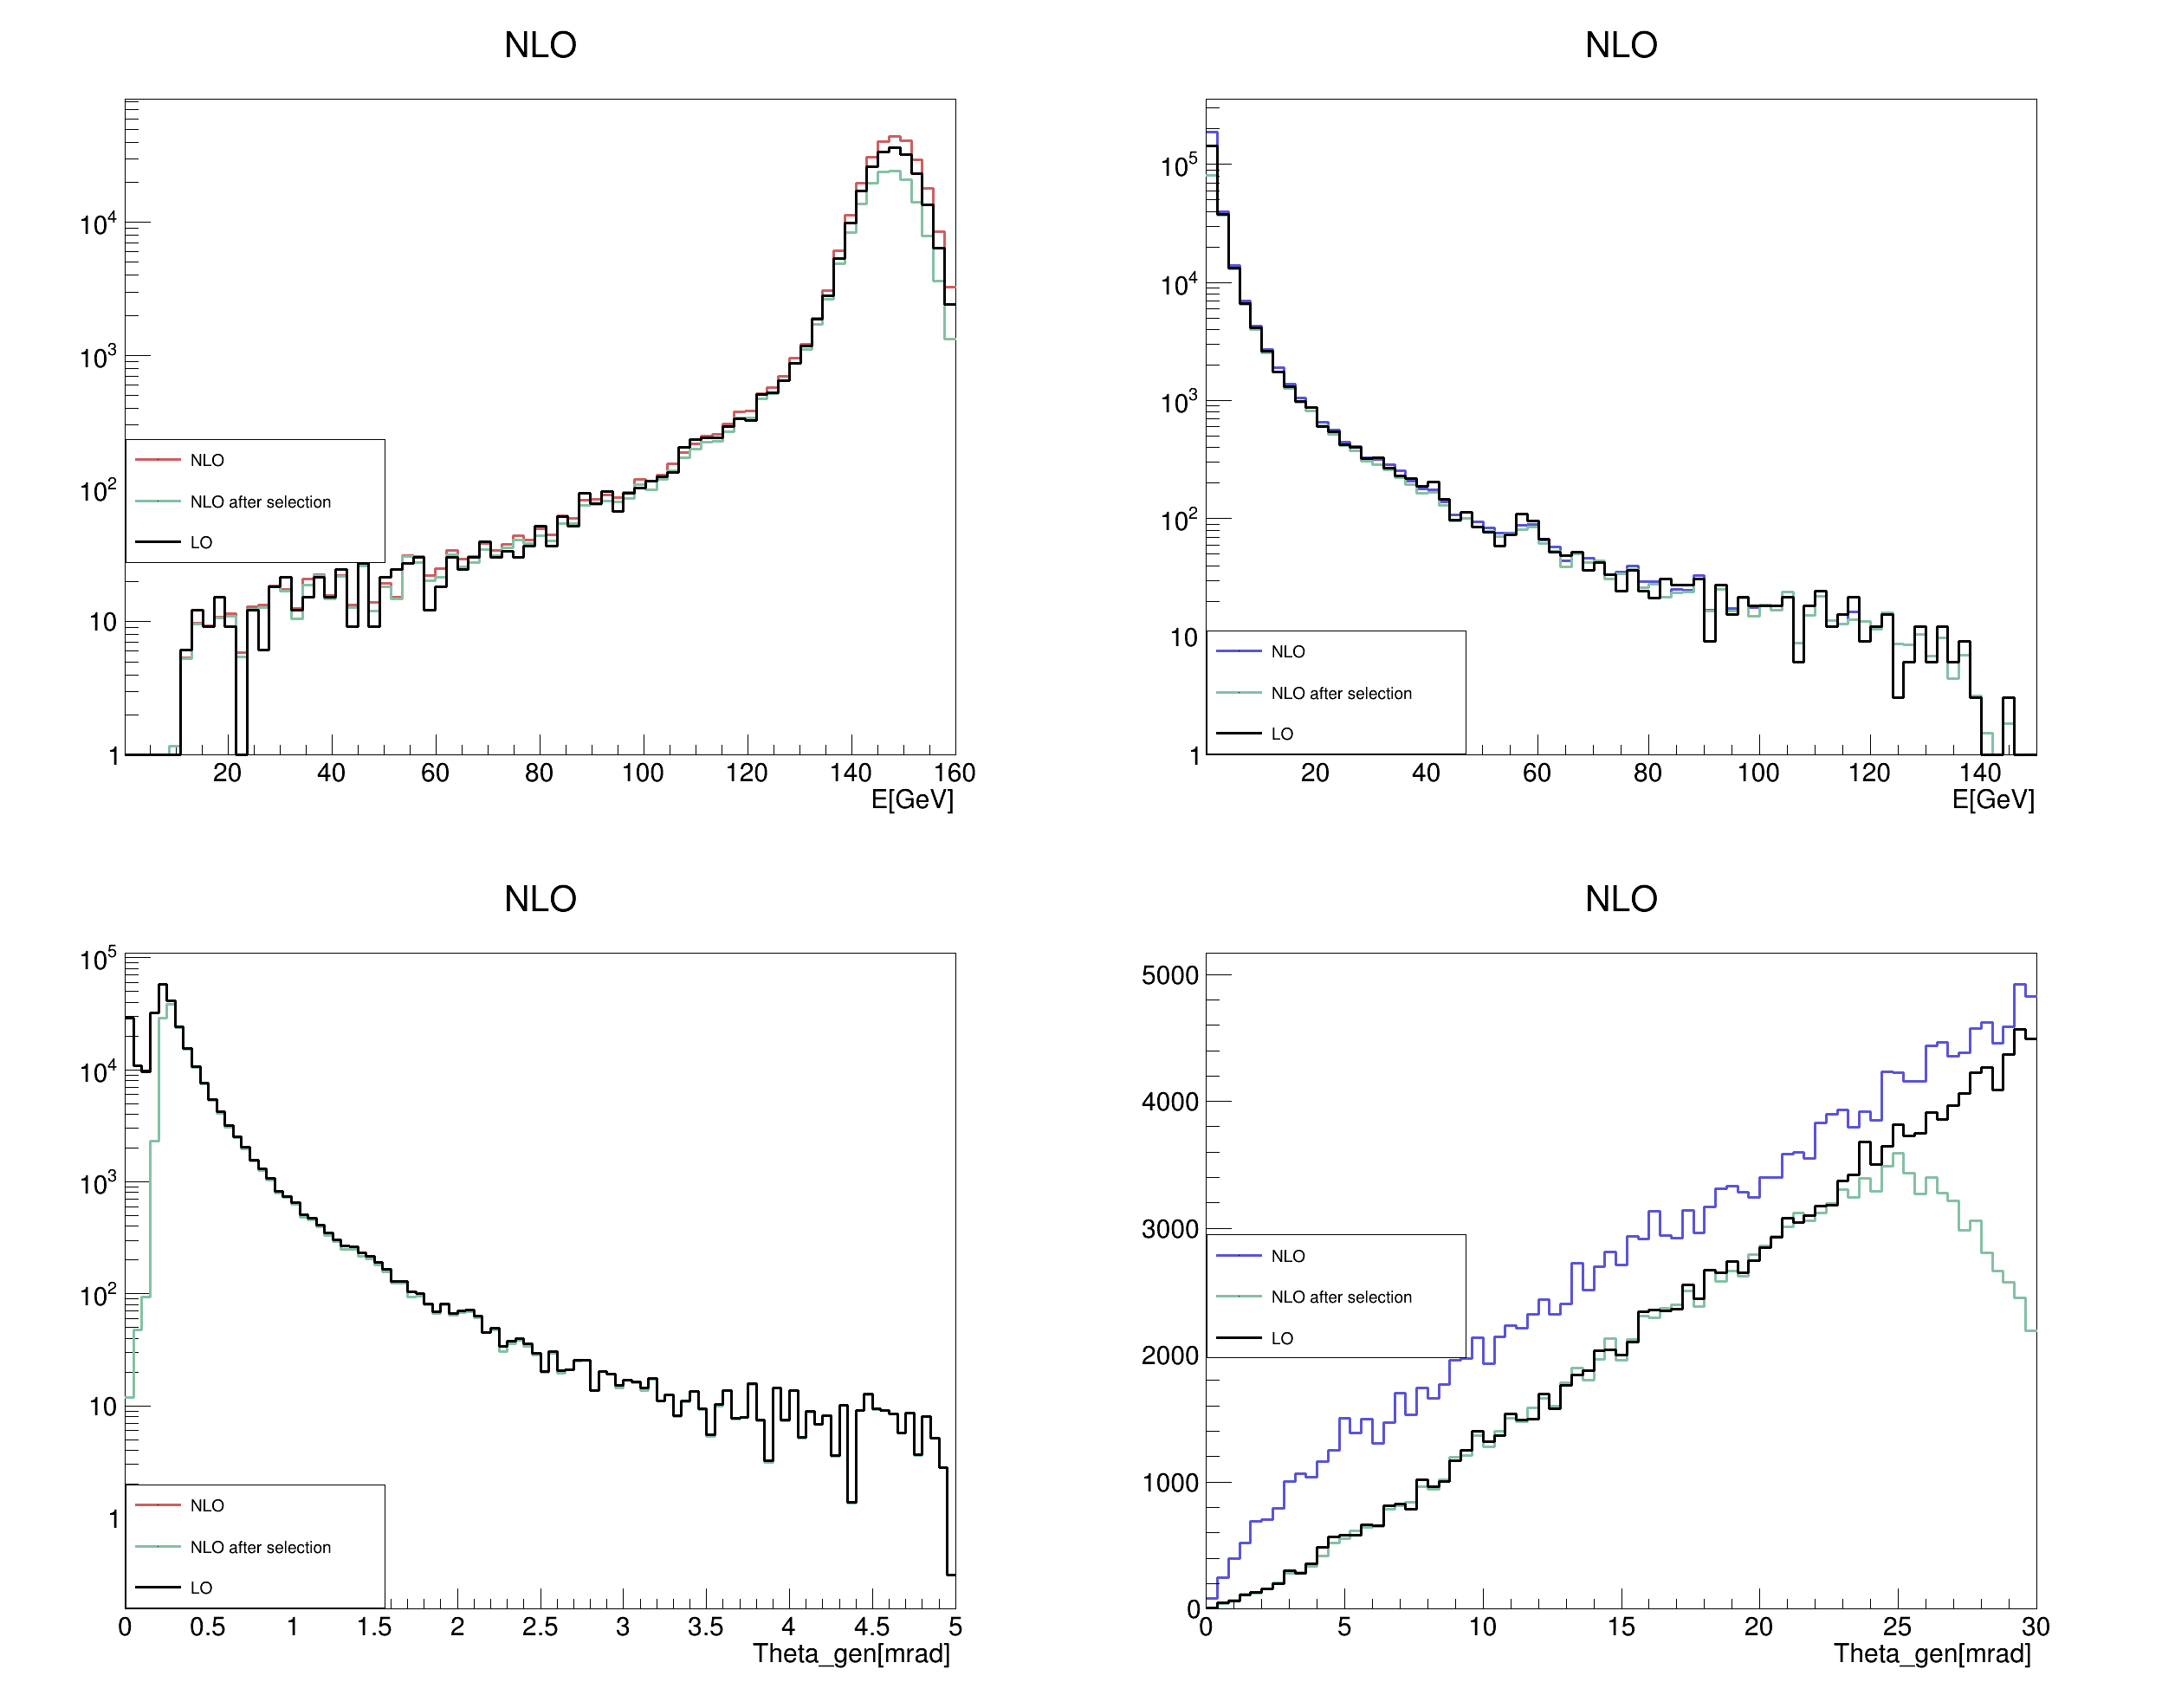 NLO
10^4
10^3
10^2
10
1
NLO
NLO after selection
LO
20 40 60 80 100 120 140 160
E[GeV]
NLO
10^5
10^4
10^3
10^2
10
1
NLO
NLO after selection
LO
20 40 60 80 100 120 140
E[GeV]
NLO
10^5
10^4
10^3
10^2
10
1
NLO
NLO after selection
LO
0 0.5 1 1.5 2 2.5 3 3.5 4 4.5 5
Theta_gen[mrad]
NLO
5000
4000
3000
2000
1000
0
NLO
NLO after selection
LO
0 5 10 15 20 25 30
Theta_gen[mrad]